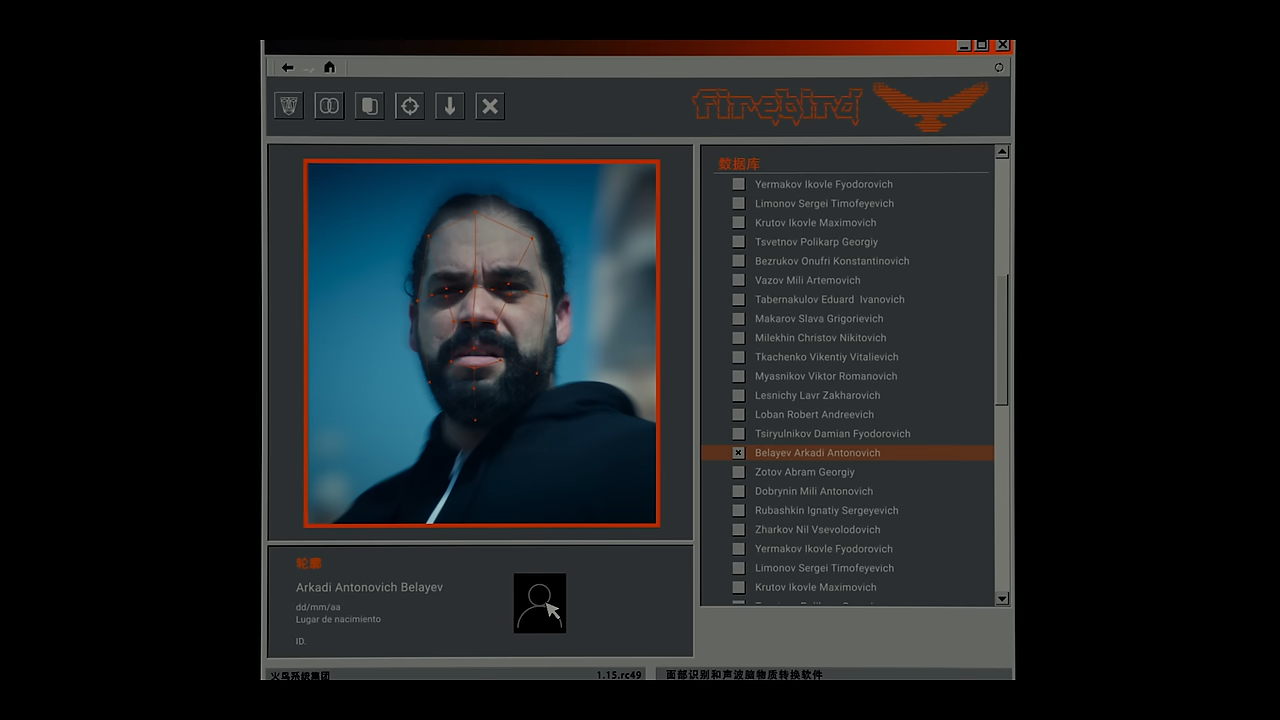 firebird
数据库
Yermakov Ikovle Fyodorovich
Limonov Sergei Timofeyevich
Krutov Ikovle Maximovich
Tsvetnov Polikarp Georgiy
Bezrukov Onufri Konstantinovich
Vazov Mili Artemovich
Tabernakulov Eduard Ivanovich
Makarov Slava Grigorievich
Milekhin Christov Nikitovich
Tkachenko Vikentiy Vitalievich
Myasnikov Viktor Romanovich
Lesnichy Lavr Zakharovich
Loban Robert Andreevich
Tsiryulnikov Damian Fyodorovich
Belayev Arkadi Antonovich
Zotov Abram Georgiy
Dobrynin Mili Antonovich
Rubashkin Ignatiy Sergeyevich
Zharkov Nil Vsevolodovich
Yermakov Ikovle Fyodorovich
Limonov Sergei Timofeyevich
Krutov Ikovle Maximovich
轮廓
Arkadi Antonovich Belayev
dd/mm/aa
Lugar de nacimiento
ID.
1.15.rc49
面部识别和声波脑物质转换软件